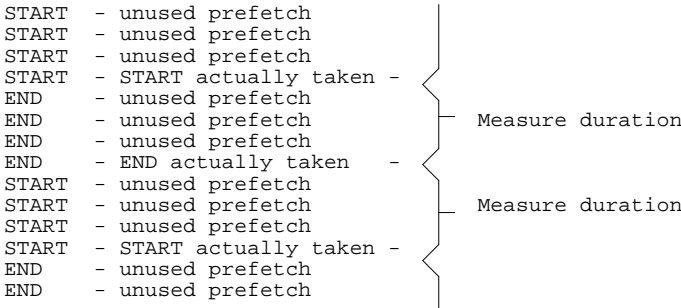 START - unused prefetch
START - unused prefetch
START - unused prefetch
START - START actually taken -
END - unused prefetch
END - unused prefetch Measure duration
END - unused prefetch
END - END actually taken -
START - unused prefetch
START - unused prefetch Measure duration
START - unused prefetch
START - START actually taken -
END - unused prefetch
END - unused prefetch